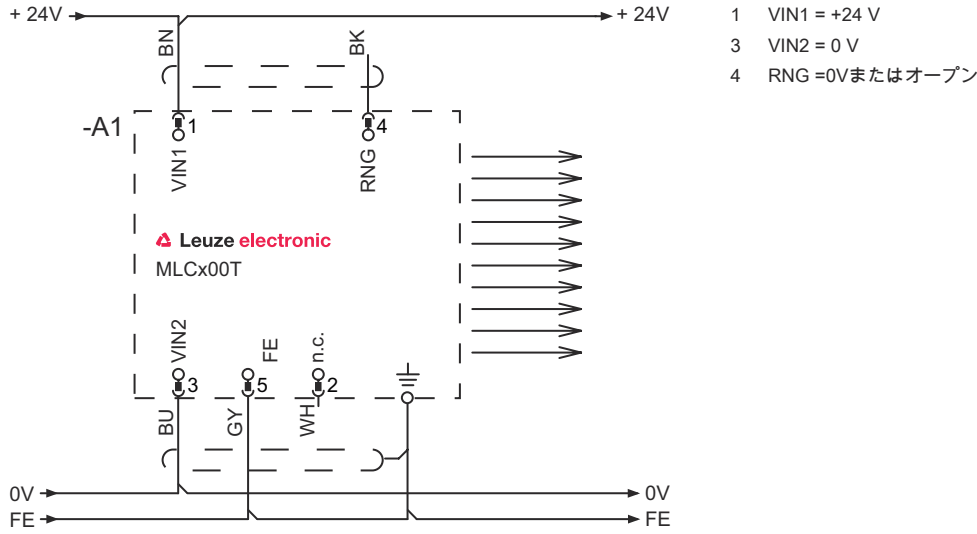 + 24V
+ 24V
BN
BK
-A1
1
4
VIN1
RNG
Leuze electronic
MLCx00T
VIN2
FE
n.c.
3
5
2
BU
GY
WH
0V
0V
FE
FE
1 VIN1 = +24 V
3 VIN2 = 0 V
4 RNG =0Vまたはオープン